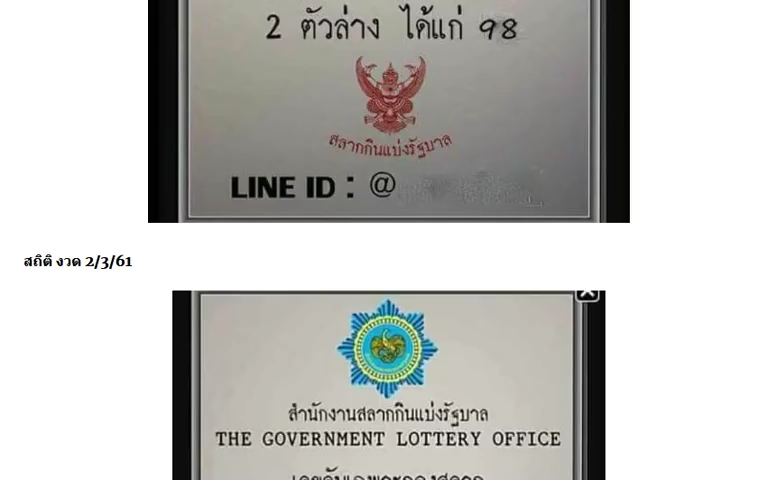 2 ตัวล่าง ได้แก่ 98
สลากกินแบ่งรัฐบาล
LINE ID : @
สถิติ งวด 2/3/61
สำนักงานสลากกินแบ่งรัฐบาล
THE GOVERNMENT LOTTERY OFFICE